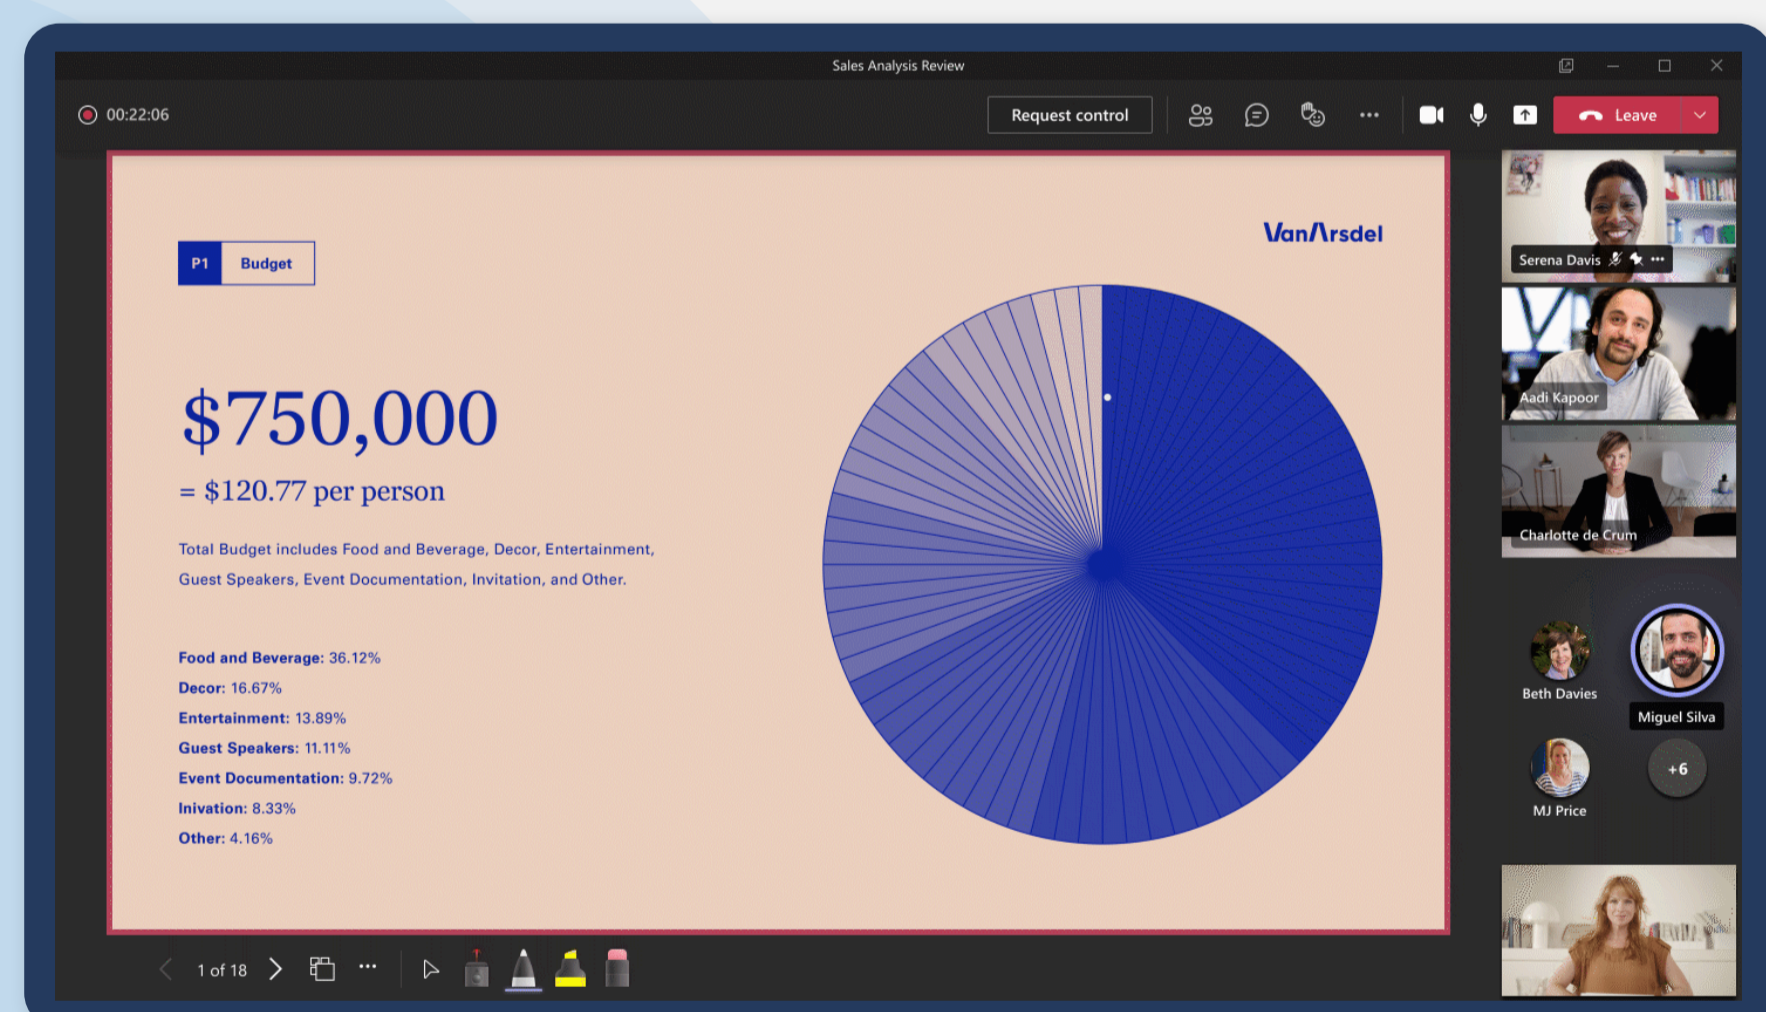 Sales Analysis Review
00:22:06
Request control
Leave
P1 Budget
VanArsdel
$750,000
= $120.77 per person
Total Budget includes Food and Beverage, Decor, Entertainment,
Guest Speakers, Event Documentation, Invitation, and Other.
Food and Beverage: 36.12%
Decor: 16.67%
Entertainment: 13.89%
Guest Speakers: 11.11%
Event Documentation: 9.72%
Inivation: 8.33%
Other: 4.16%
Serena Davis
Aadi Kapoor
Charlotte de Crum
Beth Davies
Miguel Silva
MJ Price
+6
1 of 18